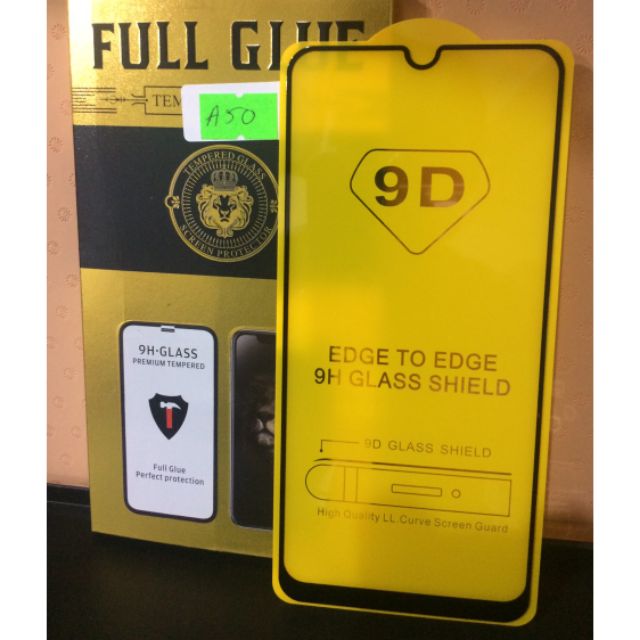 FULL GLUE
TEM
A50
TEMPERED GLASS
SCREEN PROTECTOR
9H-GLASS
PREMIUM TEMPERED
Full Glue
Perfect protection
9D
EDGE TO EDGE
9H GLASS SHIELD
9D GLASS SHIELD
High Quality LL.Curve Screen Guard